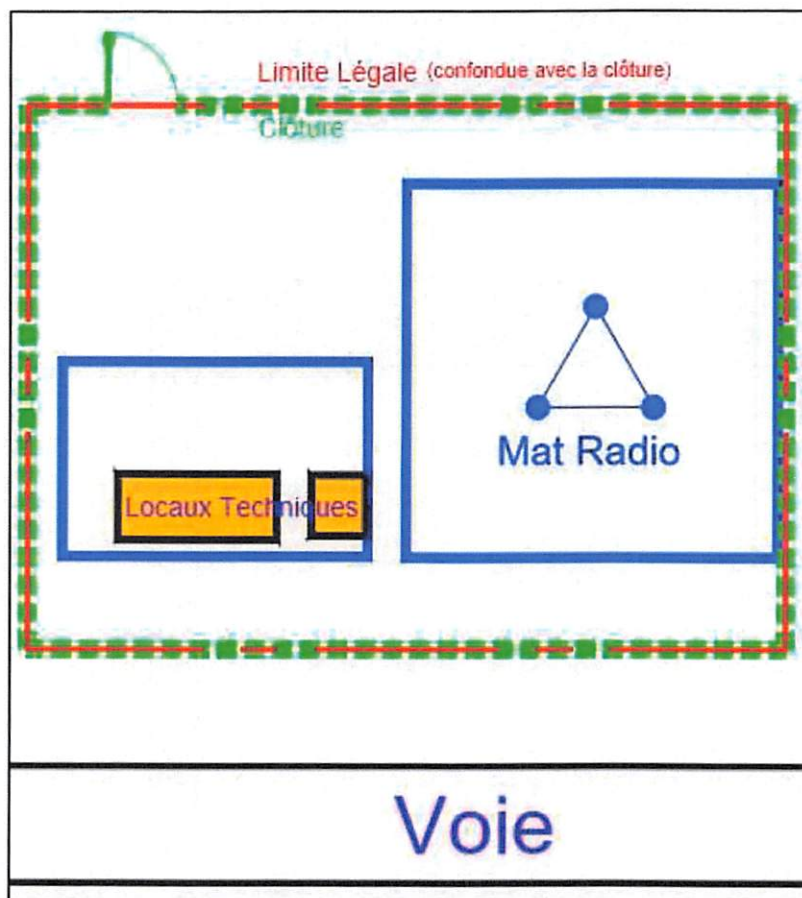 Limite Légale (confondue avec la clôture)
Clôture
Mat Radio
Locaux Techniques
Voie